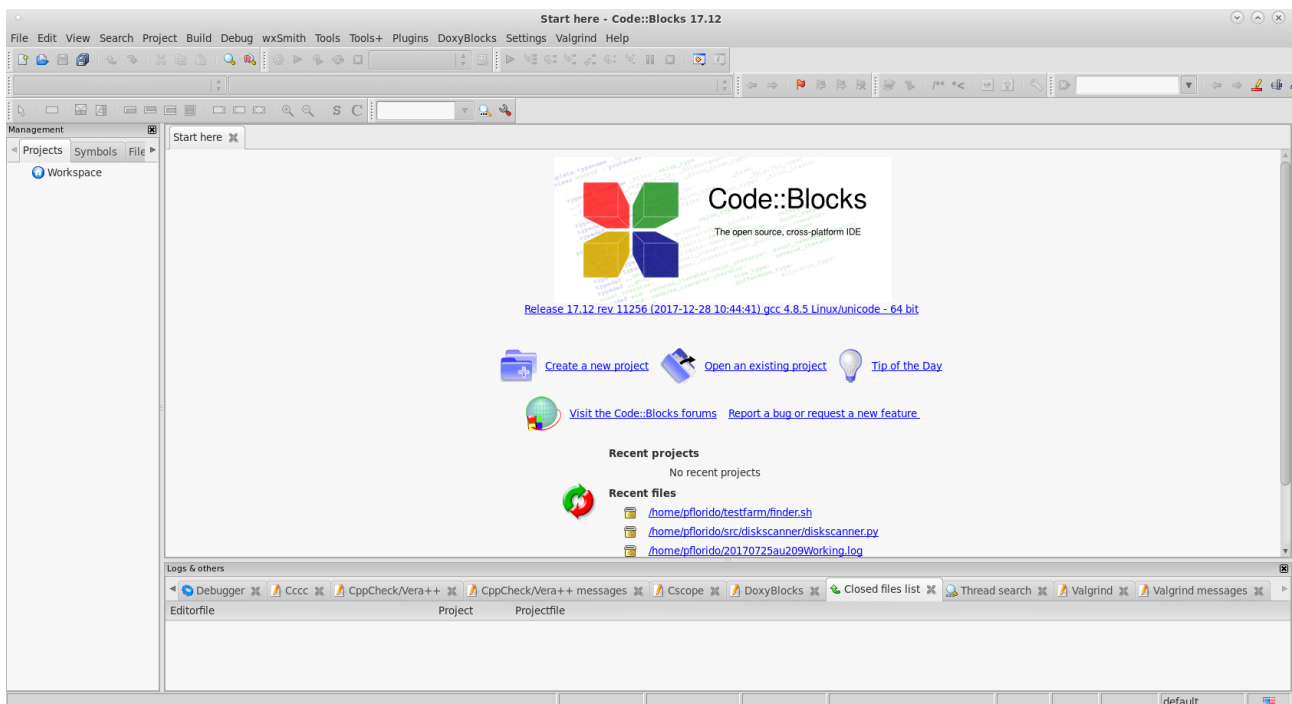 Start here - Code::Blocks 17.12
File Edit View Search Project Build Debug wxSmith Tools Tools+ Plugins DoxyBlocks Settings Valgrind Help
/** *<
S C
Management
Projects Symbols File
Workspace
Start here
Code::Blocks
The open source, cross-platform IDE
Release 17.12 rev 11256 (2017-12-28 10:44:41) gcc 4.8.5 Linux/unicode - 64 bit
Create a new project Open an existing project Tip of the Day
Visit the Code::Blocks forums Report a bug or request a new feature
Recent projects
No recent projects
Recent files
/home/pflorido/testfarm/finder.sh
/home/pflorido/src/diskscanner/diskscanner.py
/home/pflorido/20170725au209Working.log
Logs & others
Debugger Cccc CppCheck/Vera++ CppCheck/Vera++ messages Cscope DoxyBlocks Closed files list Thread search Valgrind Valgrind messages
Editorfile Project Projectfile
default